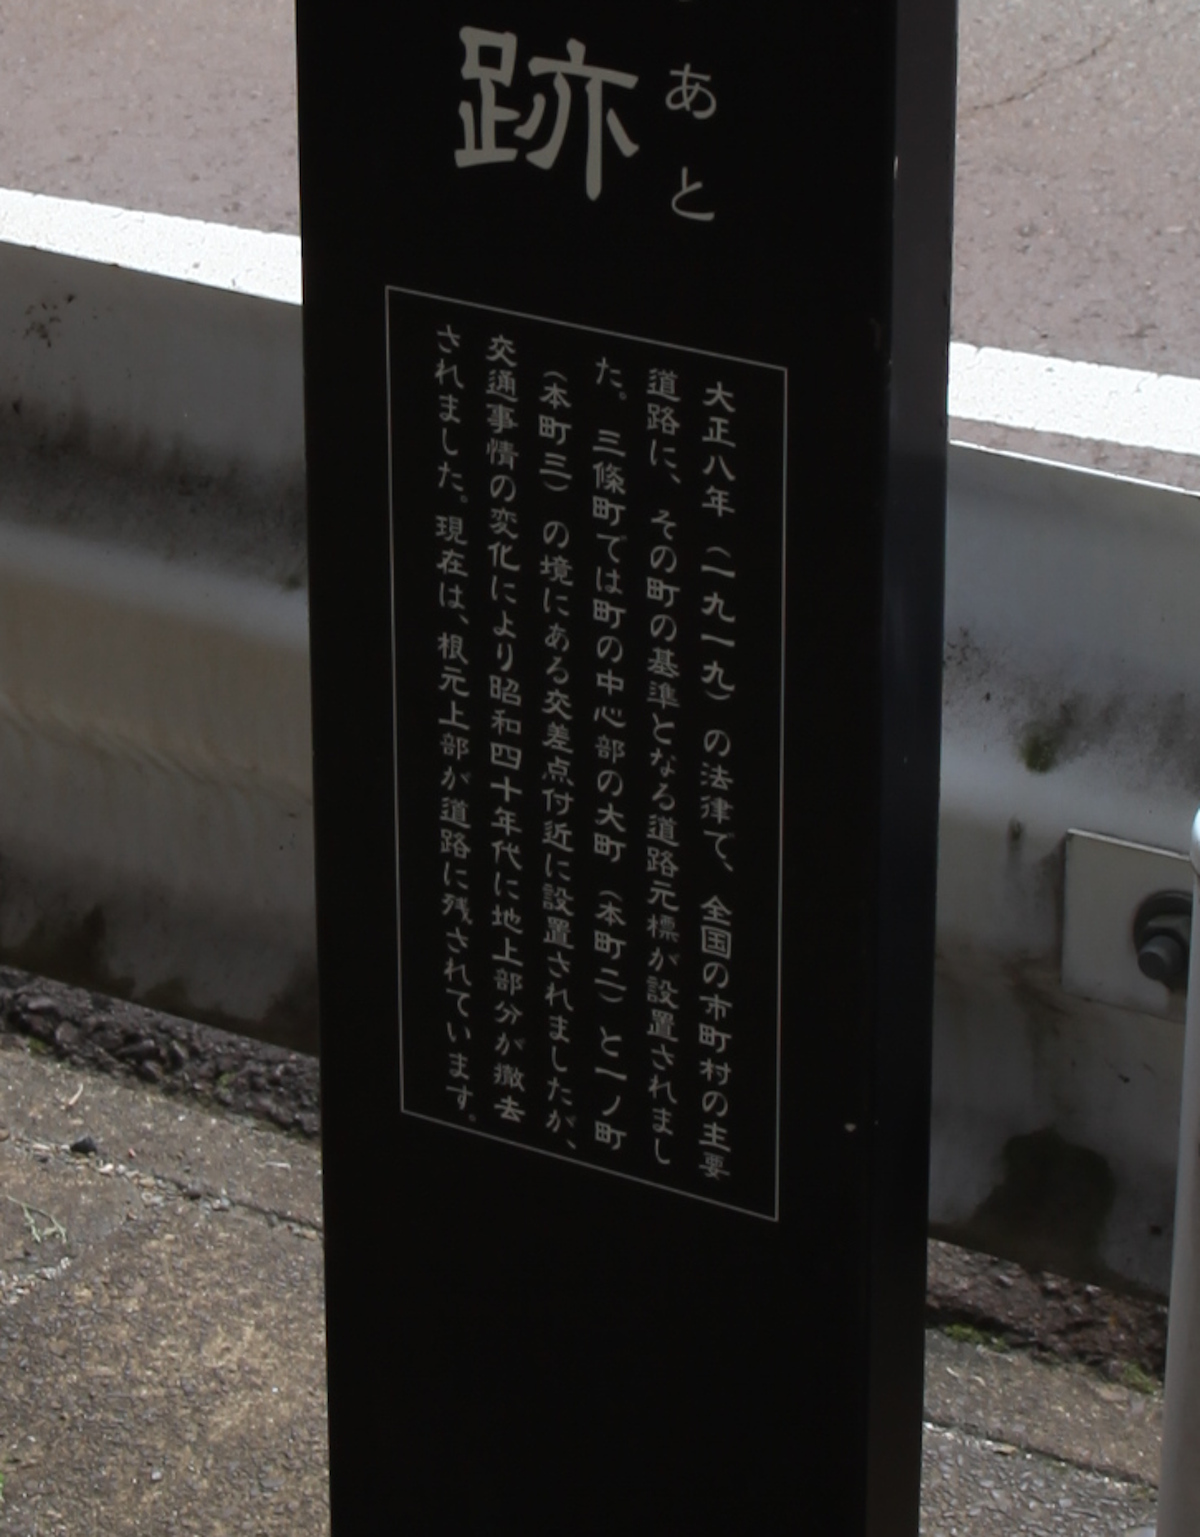 跡
あと
大正八年（一九一九）の法律で、全国の市町村の主要
道路に、その町の基準となる道路元標が設置されまし
た。三條町では町の中心部の大町（本町二）と一ノ町
（本町三）の境にある交差点付近に設置されましたが、
交通事情の変化により昭和四十年代に地上部分が撤去
されました。現在は、根元上部が道路に残されています。